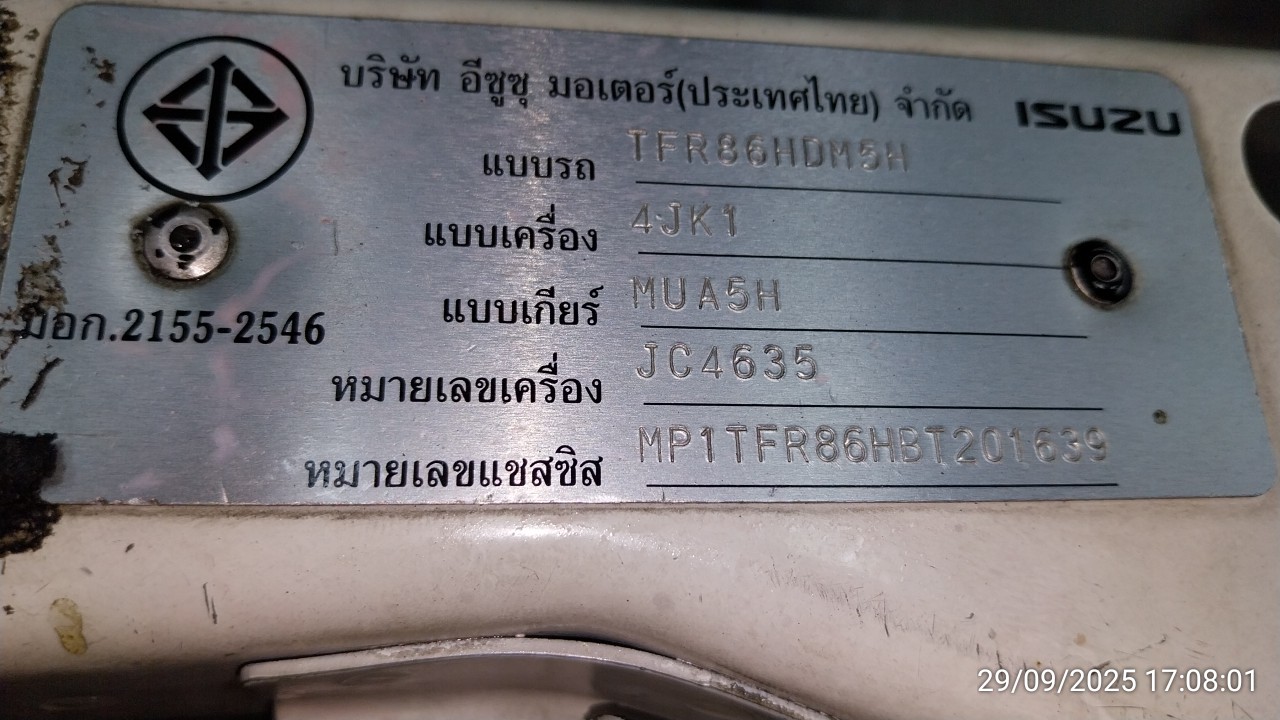 บริษัท อีซูซุ มอเตอร์(ประเทศไทย) จำกัด ISUZU
แบบรถ TFR86HDM5H
แบบเครื่อง 4JK1
แบบเกียร์ MUA5H
มอก.2155-2546
หมายเลขเครื่อง JC4635
หมายเลขแชสซิส MP1TFR86HBT201639
29/09/2025 17:08:01